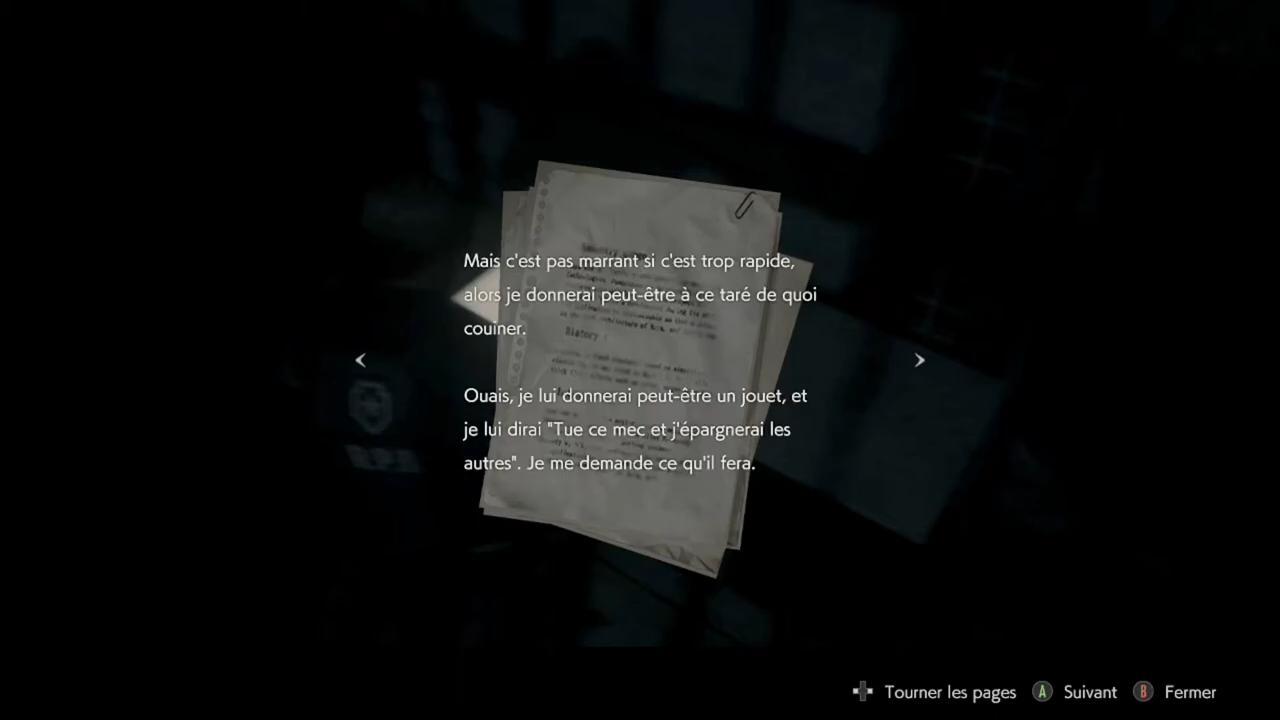 Mais c'est pas marrant si c'est trop rapide,
alors je donnerai peut-être à ce taré de quoi
couiner.
Ouais, je lui donnerai peut-être un jouet, et
je lui dirai "Tue ce mec et j'épargnerai les
autres". Je me demande ce qu'il fera.
History
R.P.D.
Tourner les pages
A Suivant
B Fermer